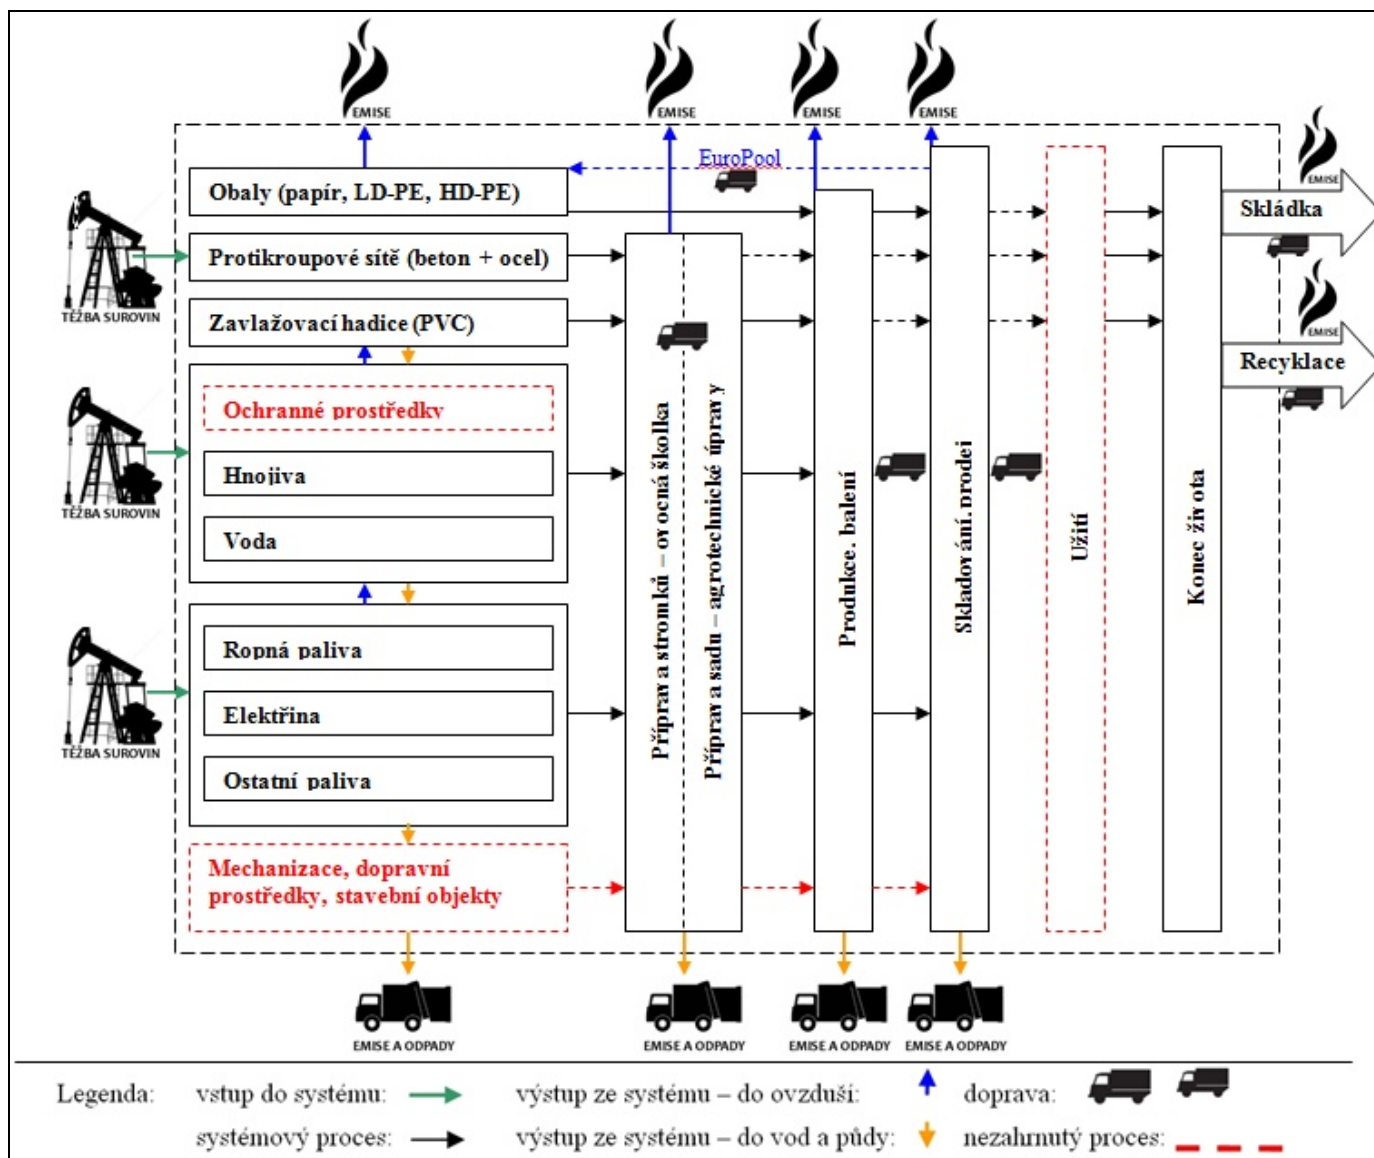 EMISE
EMISE
EMISE
EMISE
EuroPool
EMISE
Obaly (papír, LD-PE, HD-PE)
Skládka
Protikroupové sítě (beton + ocel)
TĚŽBA SUROVIN
Zavlažovací hadice (PVC)
EMISE
Recyklace
Ochranné prostředky
Hnojiva
TĚŽBA SUROVIN
Voda
Ropná paliva
Elektřina
TĚŽBA SUROVIN
Ostatní paliva
Mechanizace, dopravní
prostředky, stavební objekty
Příprava stromků – ovocná školka
Příprava sadu – agrotechnické úpravy
Produkce, balení
Skladování, prodej
Užití
Konec života
EMISE A ODPADY
EMISE A ODPADY
EMISE A ODPADY
EMISE A ODPADY
Legenda: vstup do systému: výstup ze systému – do ovzduší: doprava:
systémový proces: výstup ze systému – do vod a půdy: nezahrnutý proces: